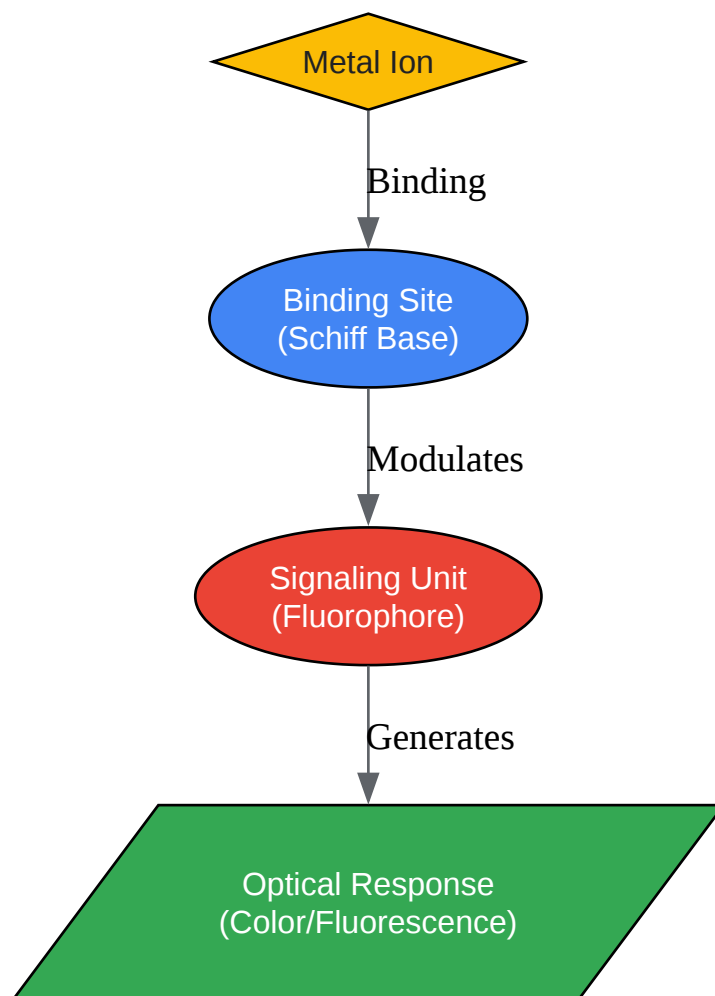 Metal Ion
Binding
Binding Site
(Schiff Base)
Modulates
Signaling Unit
(Fluorophore)
Generates
Optical Response
(Color/Fluorescence)